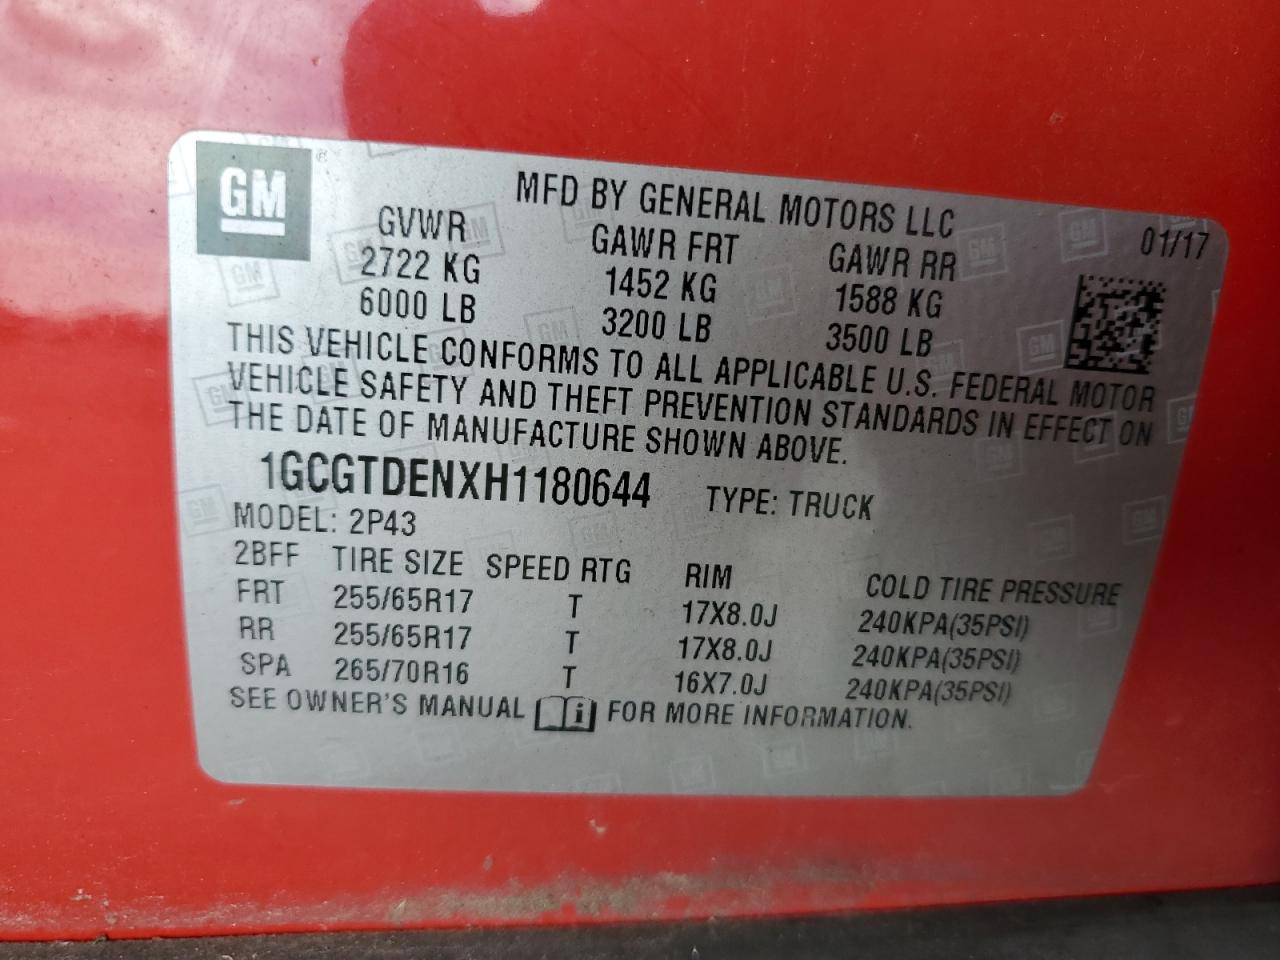 GM ®
MFD BY GENERAL MOTORS LLC
01/17
GVWR GAWR FRT GAWR RR
2722 KG 1452 KG 1588 KG
6000 LB 3200 LB 3500 LB
THIS VEHICLE CONFORMS TO ALL APPLICABLE U.S. FEDERAL MOTOR
VEHICLE SAFETY AND THEFT PREVENTION STANDARDS IN EFFECT ON
THE DATE OF MANUFACTURE SHOWN ABOVE.
1GCGTDENXH1180644 TYPE: TRUCK
MODEL: 2P43
2BFF TIRE SIZE SPEED RTG RIM COLD TIRE PRESSURE
FRT 255/65R17 T 17X8.0J 240KPA(35PSI)
RR 255/65R17 T 17X8.0J 240KPA(35PSI)
SPA 265/70R16 T 16X7.0J 240KPA(35PSI)
SEE OWNER'S MANUAL i FOR MORE INFORMATION.